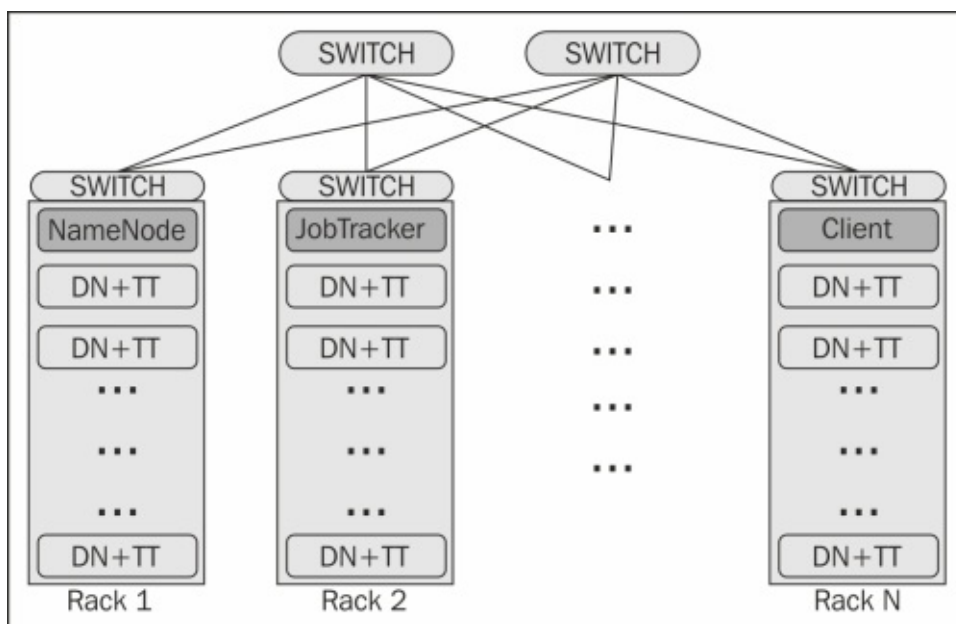 SWITCH SWITCH
SWITCH SWITCH SWITCH
NameNode JobTracker ... Client
DN+TT DN+TT ... DN+TT
DN+TT DN+TT ... DN+TT
... ... ... ...
... ... ... ...
... ... ...
DN+TT DN+TT DN+TT
Rack 1 Rack 2 Rack N